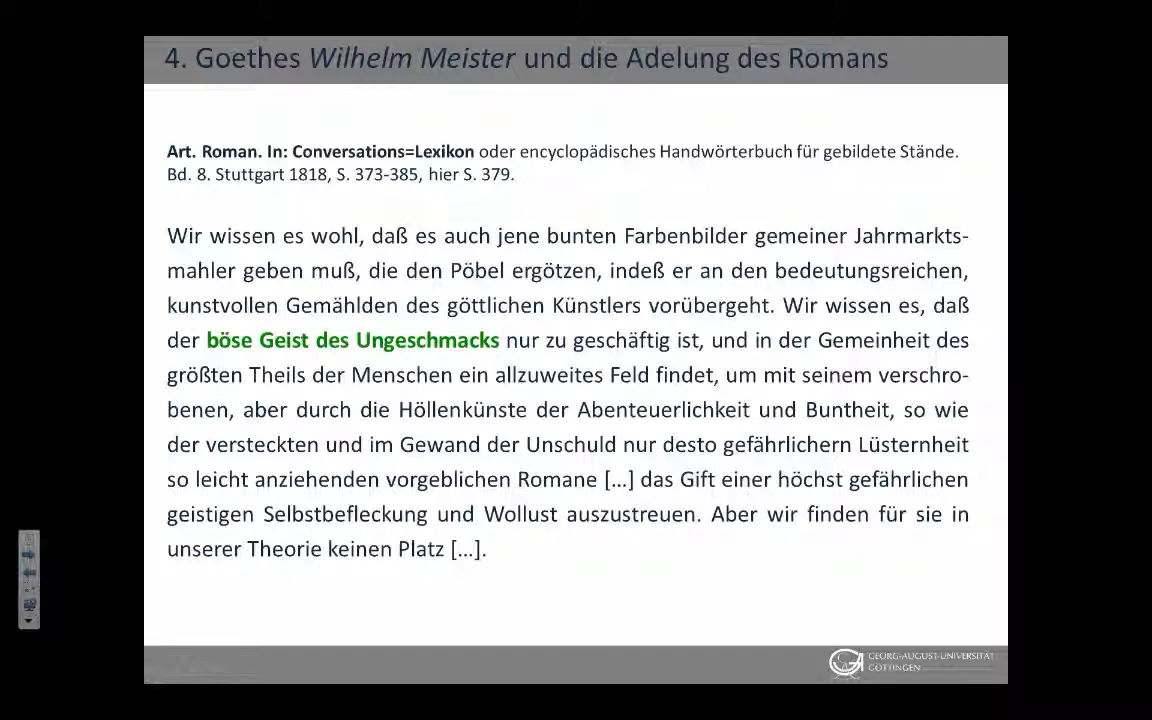 4. Goethes Wilhelm Meister und die Adelung des Romans
Art. Roman. In: Conversations=Lexikon oder encyclopädisches Handwörterbuch für gebildete Stände.
Bd. 8. Stuttgart 1818, S. 373-385, hier S. 379.
Wir wissen es wohl, daß es auch jene bunten Farbenbilder gemeiner Jahrmarkts-
mahler geben muß, die den Pöbel ergötzen, indeß er an den bedeutungsreichen,
kunstvollen Gemählden des göttlichen Künstlers vorübergeht. Wir wissen es, daß
der böse Geist des Ungeschmacks nur zu geschäftig ist, und in der Gemeinheit des
größten Theils der Menschen ein allzuweites Feld findet, um mit seinem verschro-
benen, aber durch die Höllenkünste der Abenteuerlichkeit und Buntheit, so wie
der versteckten und im Gewand der Unschuld nur desto gefährlichern Lüsternheit
so leicht anziehenden vorgeblichen Romane […] das Gift einer höchst gefährlichen
geistigen Selbstbefleckung und Wollust auszustreuen. Aber wir finden für sie in
unserer Theorie keinen Platz […].
GEORG-AUGUST-UNIVERSITÄT
GÖTTINGEN